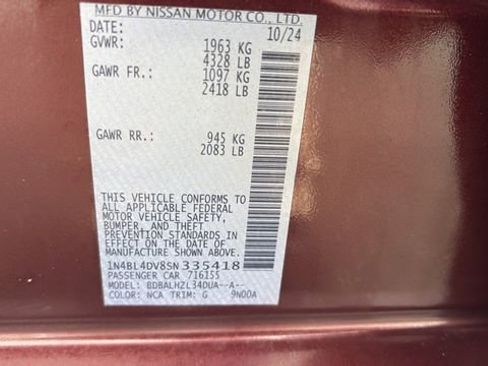 MFD BY NISSAN MOTOR CO., LTD.
DATE: 10/24
GVWR: 1963 KG
4328 LB
GAWR FR.: 1097 KG
2418 LB
GAWR RR.: 945 KG
2083 LB
THIS VEHICLE CONFORMS TO
ALL APPLICABLE FEDERAL
MOTOR VEHICLE SAFETY,
BUMPER, AND THEFT
PREVENTION STANDARDS
IN EFFECT ON THE DATE OF
MANUFACTURE SHOWN ABOVE.
1N4BL4DV8SN335418
PASSENGER CAR 716155
MODEL: BDBALHZL34DUA--A--
COLOR: NCA TRIM: G 9N00A